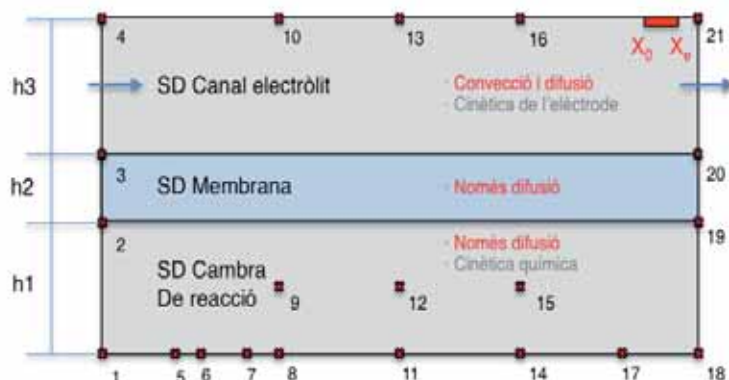 4
10
13
16
X0
Xe
21
h3
SD Canal electròlit
· Convecció i difusió
· Cinètica de l'elèctrode
3
h2
SD Membrana
· Només difusió
20
2
19
h1
SD Cambra
De reacció
· Només difusió
· Cinètica química
9
12
15
1
5
6
7
8
11
14
17
18